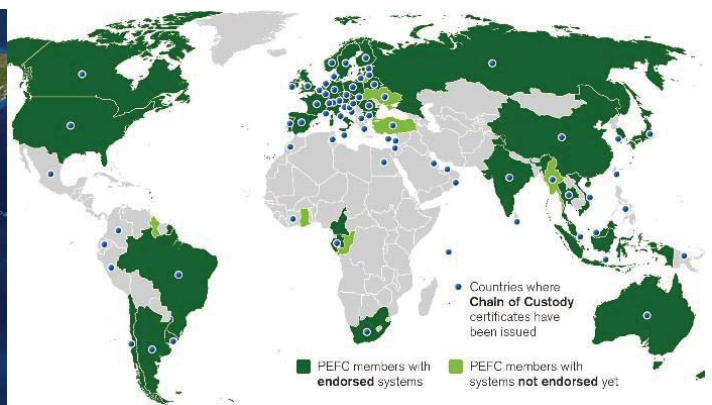 Countries where
Chain of Custody
certificates have
been issued
PEFC members with
endorsed systems
PEFC members with
systems not endorsed yet